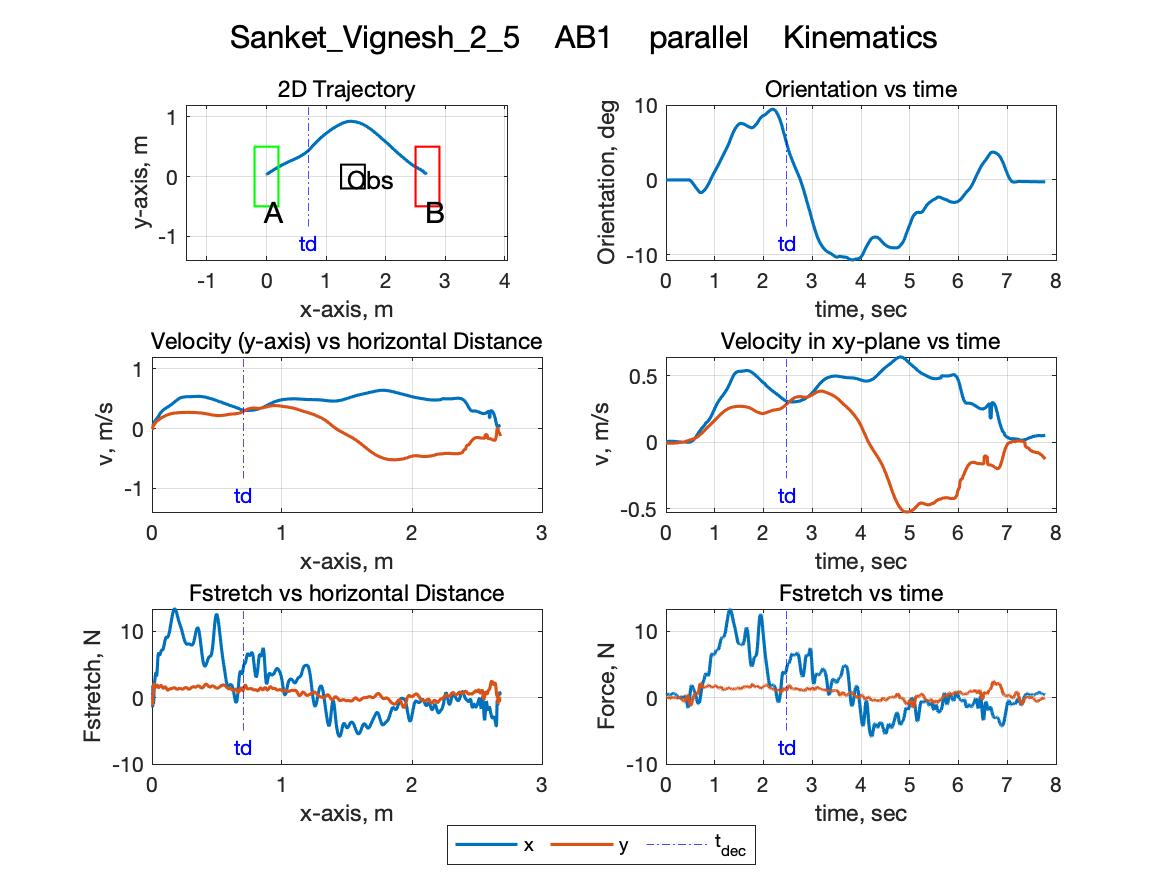 Sanket_Vignesh_2_5 AB1 parallel Kinematics
2D Trajectory
y-axis, m
1
0
-1
A
Obs
B
td
-1 0 1 2 3 4
x-axis, m
Orientation vs time
Orientation, deg
10
0
-10
td
0 1 2 3 4 5 6 7 8
time, sec
Velocity (y-axis) vs horizontal Distance
v, m/s
1
0
-1
td
0 1 2 3
x-axis, m
Velocity in xy-plane vs time
v, m/s
0.5
0
-0.5
td
0 1 2 3 4 5 6 7 8
time, sec
Fstretch vs horizontal Distance
Fstretch, N
10
0
-10
td
0 1 2 3
x-axis, m
Fstretch vs time
Force, N
10
0
-10
td
0 1 2 3 4 5 6 7 8
time, sec
x y t_dec